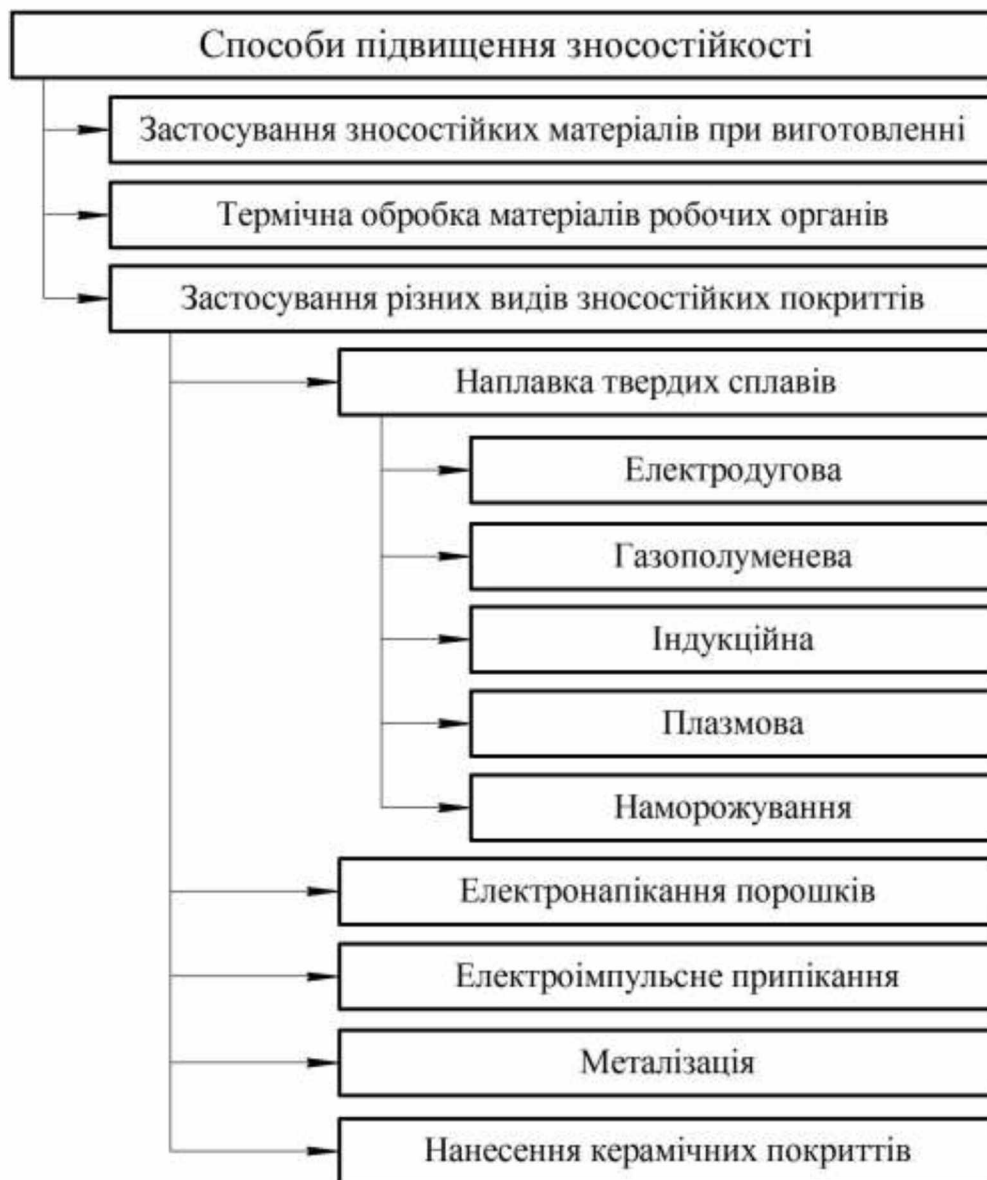 Способи підвищення зносостійкості
Застосування зносостійких матеріалів при виготовленні
Термічна обробка матеріалів робочих органів
Застосування різних видів зносостійких покриттів
Наплавка твердих сплавів
Електродугова
Газополуменева
Індукційна
Плазмова
Наморожування
Електронапікання порошків
Електроімпульсне припікання
Металізація
Нанесення керамічних покриттів